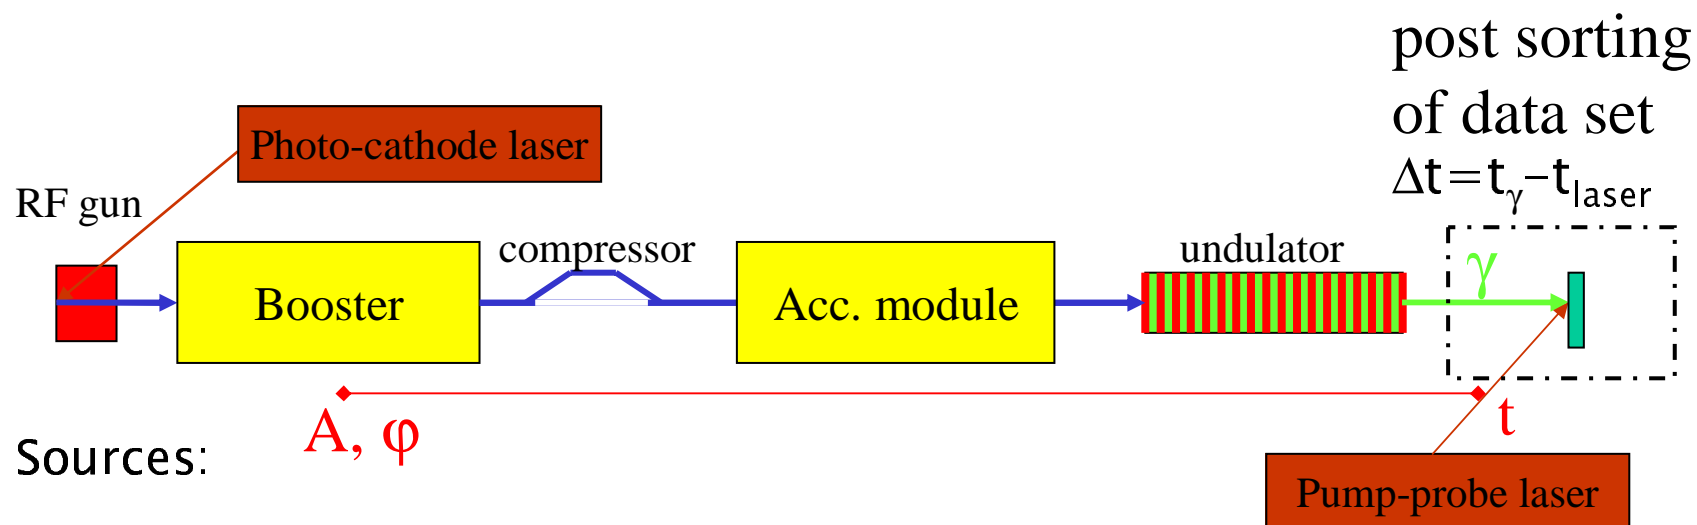 post sorting
of data set
Δt=tγ−tlaser
Photo-cathode laser
RF gun
compressor
undulator
γ
Booster
Acc. module
A, φ
t
Sources:
Pump-probe laser